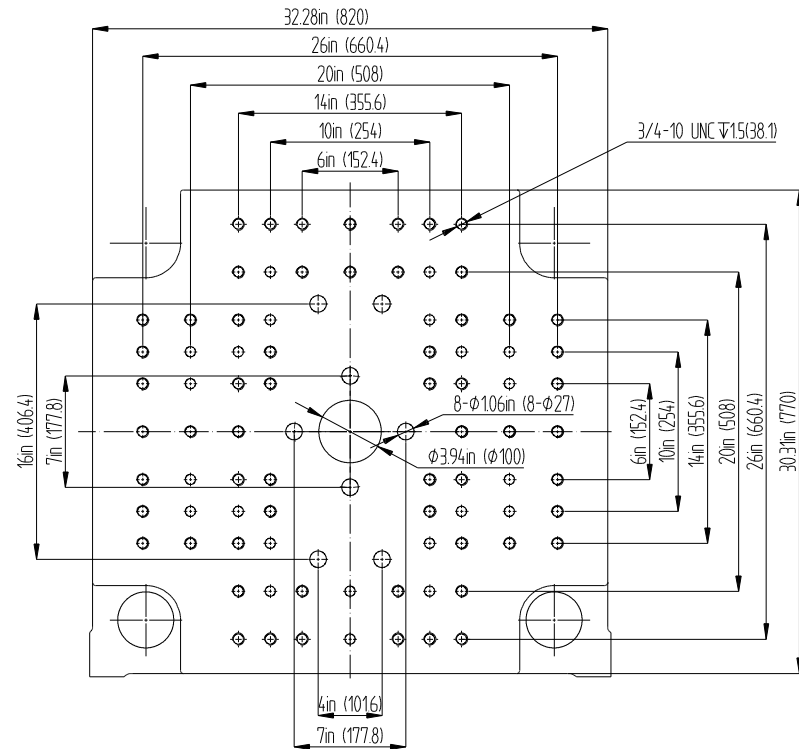 32.28in (820)
26in (660.4)
20in (508)
14in (355.6)
10in (254)
6in (152.4)
3/4-10 UNC↧1.5(38.1)
16in (406.4)
7in (177.8)
8-ϕ1.06in (8-ϕ27)
ϕ3.94in (ϕ100)
6in (152.4)
10in (254)
14in (355.6)
20in (508)
26in (660.4)
30.31in (770)
4in (101.6)
7in (177.8)